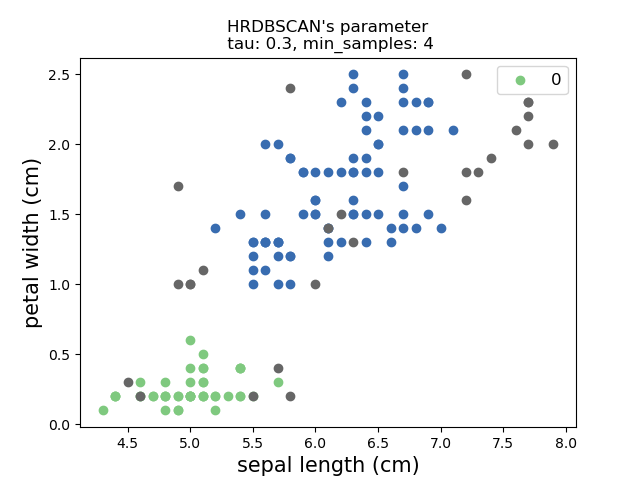 HRDBSCAN's parameter
tau: 0.3, min_samples: 4
0
petal width (cm)
2.5
2.0
1.5
1.0
0.5
0.0
4.5 5.0 5.5 6.0 6.5 7.0 7.5 8.0
sepal length (cm)